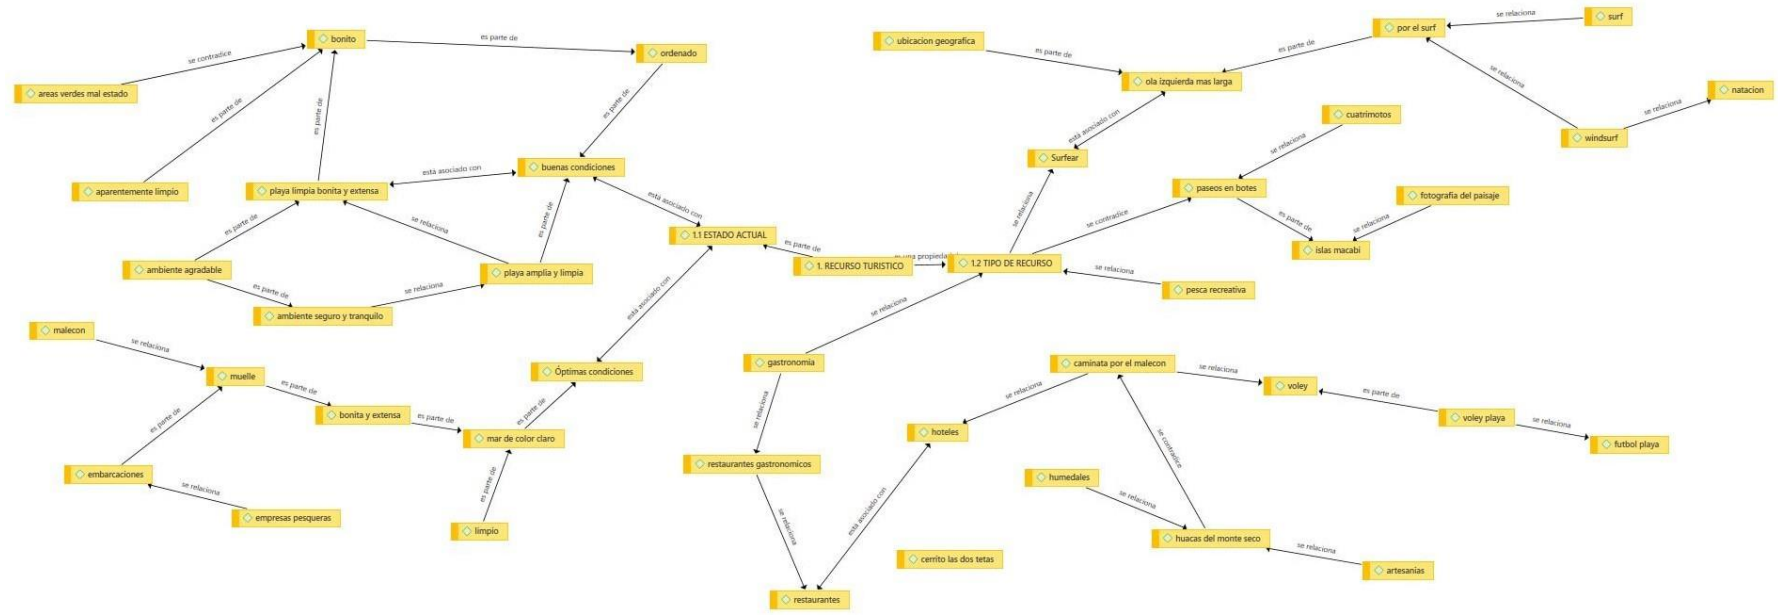 bonito
es parte de
ordenado
se contradice
areas verdes mal estado
es parte de
es parte de
es parte de
aparentemente limpio
playa limpia bonita y extensa
está asociado con
buenas condiciones
está asociado con
es parte de
se relaciona
es parte de
ambiente agradable
playa amplia y limpia
es parte de
se relaciona
ambiente seguro y tranquilo
1.1 ESTADO ACTUAL
es parte de
1. RECURSO TURISTICO
es una propieda
1.2 TIPO DE RECURSO
está asociado con
malecon
se relaciona
muelle
es parte de
bonita y extensa
es parte de
mar de color claro
es parte de
Óptimas condiciones
es parte de
embarcaciones
se relaciona
empresas pesqueras
es parte de
limpio
ubicacion geografica
es parte de
ola izquierda mas larga
es parte de
por el surf
se relaciona
surf
se relaciona
natacion
se relaciona
windsurf
está asociado con
Surfear
se relaciona
cuatrimotos
se relaciona
paseos en botes
se contradice
es parte de
fotografia del paisaje
se relaciona
islas macabi
se relaciona
pesca recreativa
se relaciona
gastronomia
se relaciona
restaurantes gastronomicos
se relaciona
restaurantes
está asociado con
hoteles
se relaciona
caminata por el malecon
se relaciona
voley
es parte de
voley playa
se relaciona
futbol playa
se contradice
humedales
se relaciona
huacas del monte seco
se relaciona
artesanias
cerrito las dos tetas